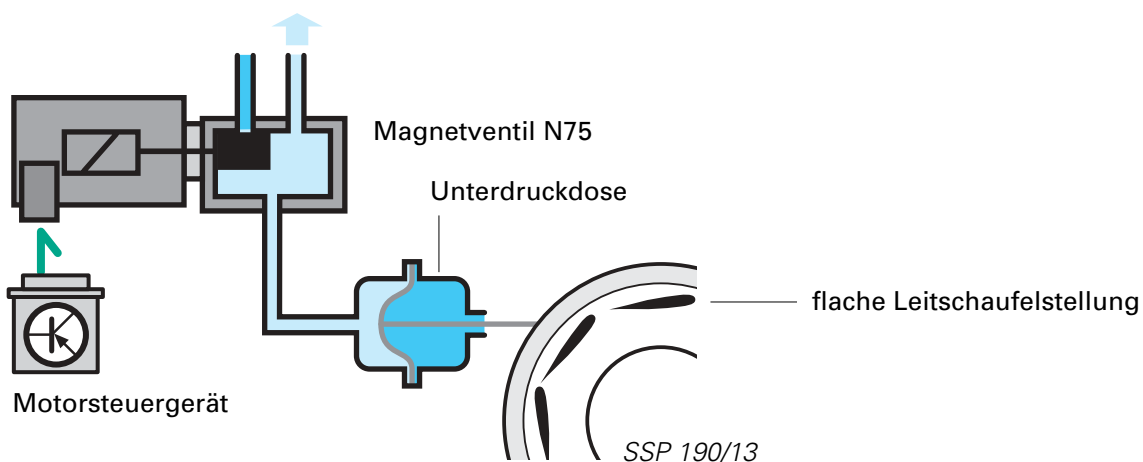 Magnetventil N75
Unterdruckdose
flache Leitschaufelstellung
Motorsteuergerät
SSP 190/13